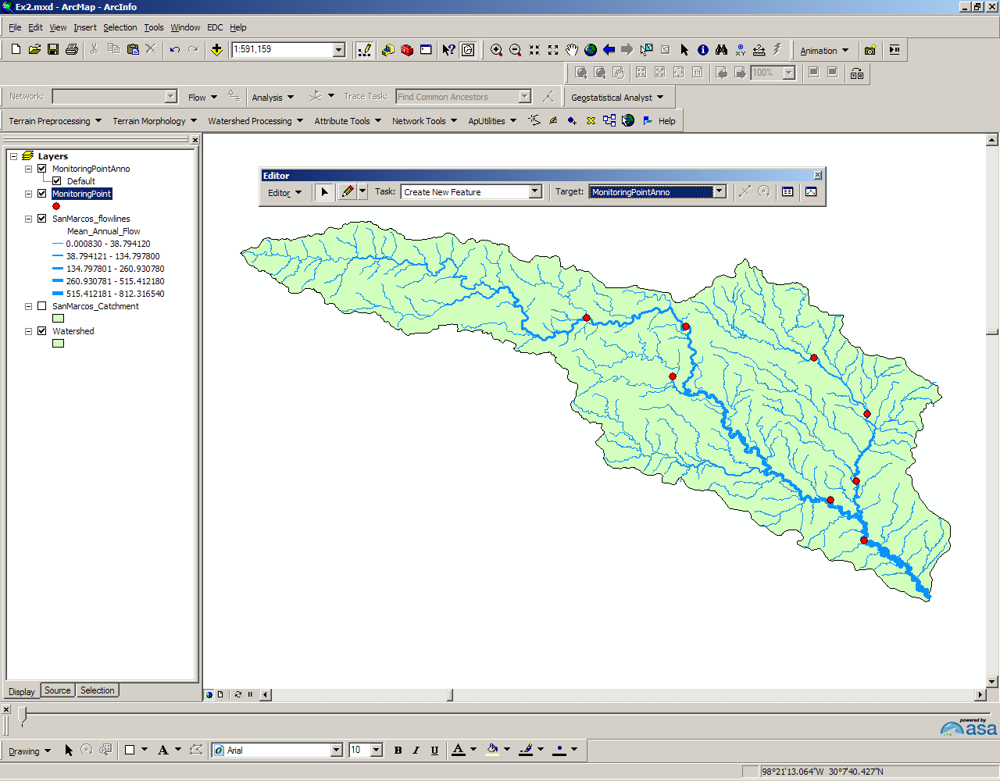 Ex2.mxd - ArcMap - ArcInfo
File Edit View Insert Selection Tools Window EDC Help
1:591,159
Animation
100%
Network: Flow Analysis Trace Task: Find Common Ancestors Geostatistical Analyst
Terrain Preprocessing Terrain Morphology Watershed Processing Attribute Tools Network Tools ApUtilities Help
Layers
MonitoringPointAnno
Default
MonitoringPoint
SanMarcos_flowlines
Mean_Annual_Flow
0.000830 - 38.794120
38.794121 - 134.797800
134.797801 - 260.930780
260.930781 - 515.412180
515.412181 - 812.316540
SanMarcos_Catchment
Watershed
Editor
Editor Task: Create New Feature Target: MonitoringPointAnno
Display Source Selection
powered by
asa
Drawing A Arial 10 B I U A
98°21'13.064"W 30°7'40.427"N